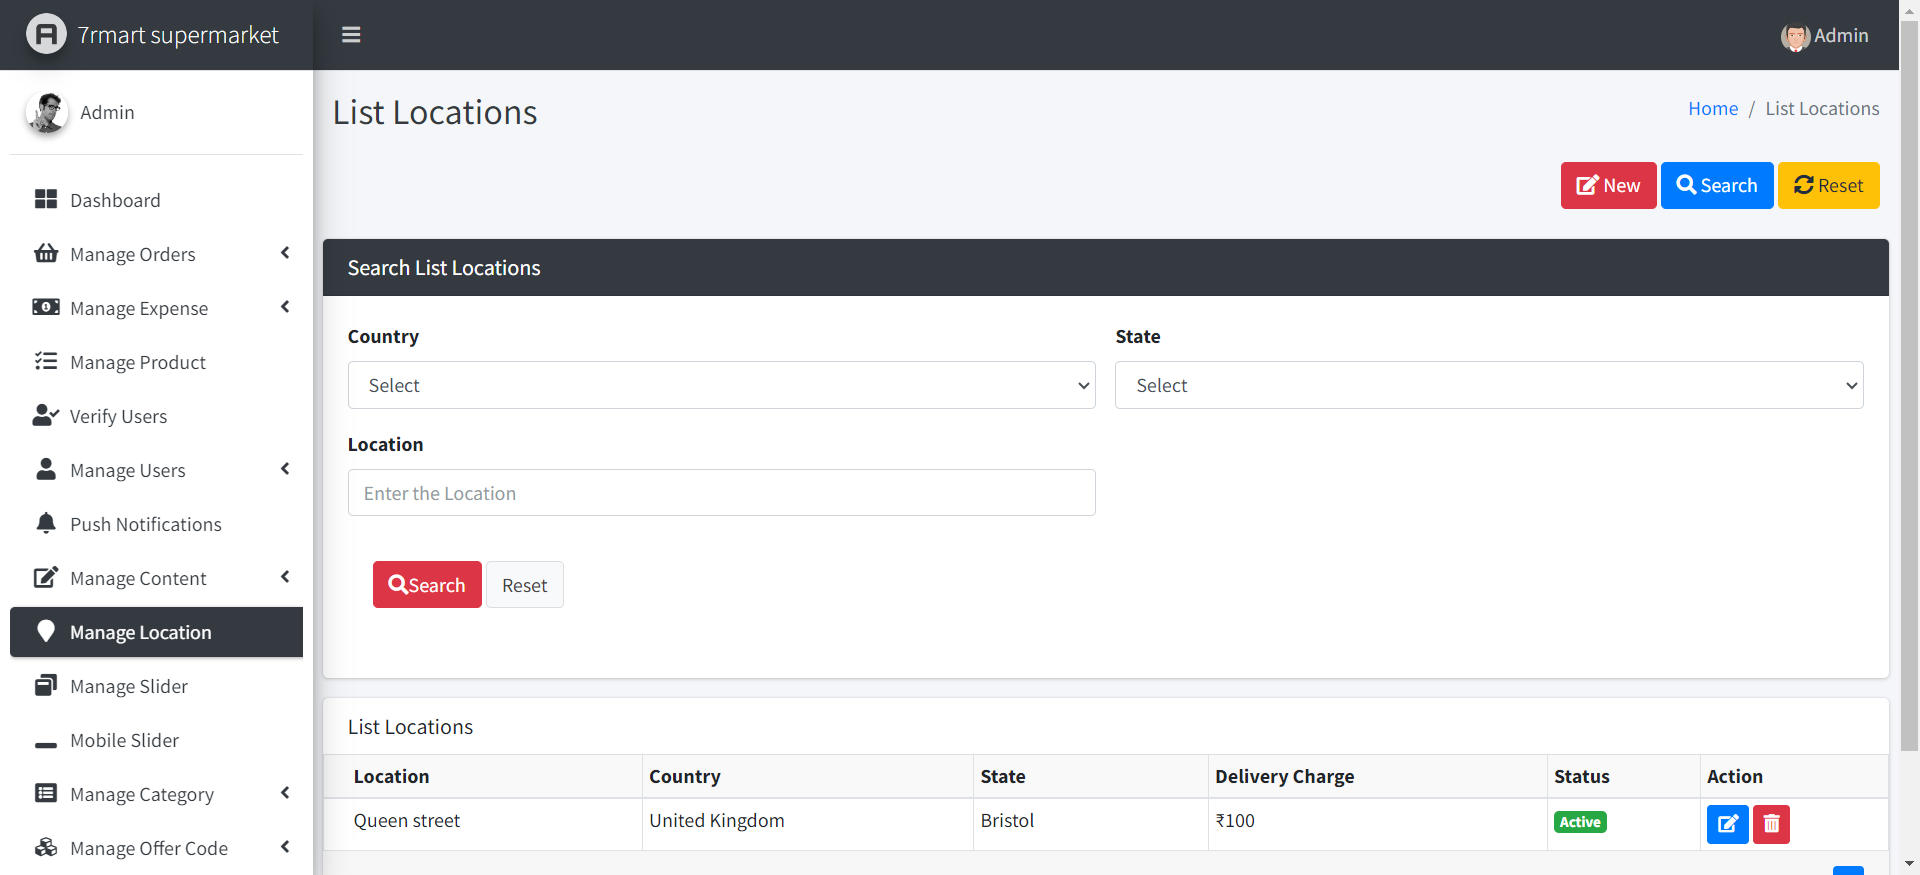 7rmart supermarket
Admin
Admin
Dashboard
Manage Orders
Manage Expense
Manage Product
Verify Users
Manage Users
Push Notifications
Manage Content
Manage Location
Manage Slider
Mobile Slider
Manage Category
Manage Offer Code
List Locations
Home / List Locations
New Search Reset
Search List Locations
Country State
Select Select
Location
Enter the Location
Search Reset
List Locations
Location Country State Delivery Charge Status Action
Queen street United Kingdom Bristol ₹100 Active